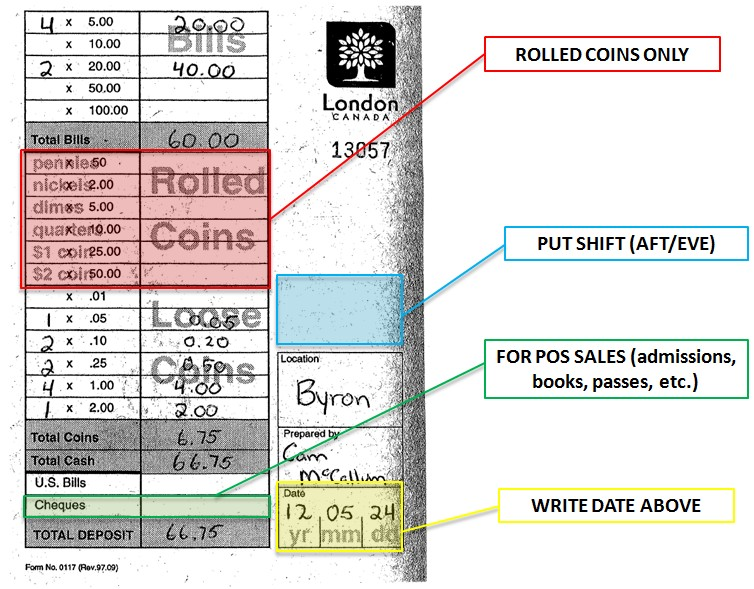 4 x 5.00 20.00
x 10.00 Bills
2 x 20.00 40.00
x 50.00
x 100.00
Total Bills 60.00
pennies x .50
nickels x 2.00 Rolled
dimes x 5.00
quarters x 10.00 Coins
$1 coin x 25.00
$2 coin x 50.00
x .01
Loose
1 x .05 0.05
2 x .10 0.20
2 x .25 0.50
Coins
4 x 1.00 4.00
1 x 2.00 2.00
Total Coins 6.75
Total Cash 66.75
U.S. Bills
Cheques
TOTAL DEPOSIT 66.75
Form No. 0117 (Rev.97.09)
London
CANADA
13057
Location
Byron
Prepared by
Cam
McCallum
Date
12 05 24
yr mm dd
ROLLED COINS ONLY
PUT SHIFT (AFT/EVE)
FOR POS SALES (admissions,
books, passes, etc.)
WRITE DATE ABOVE